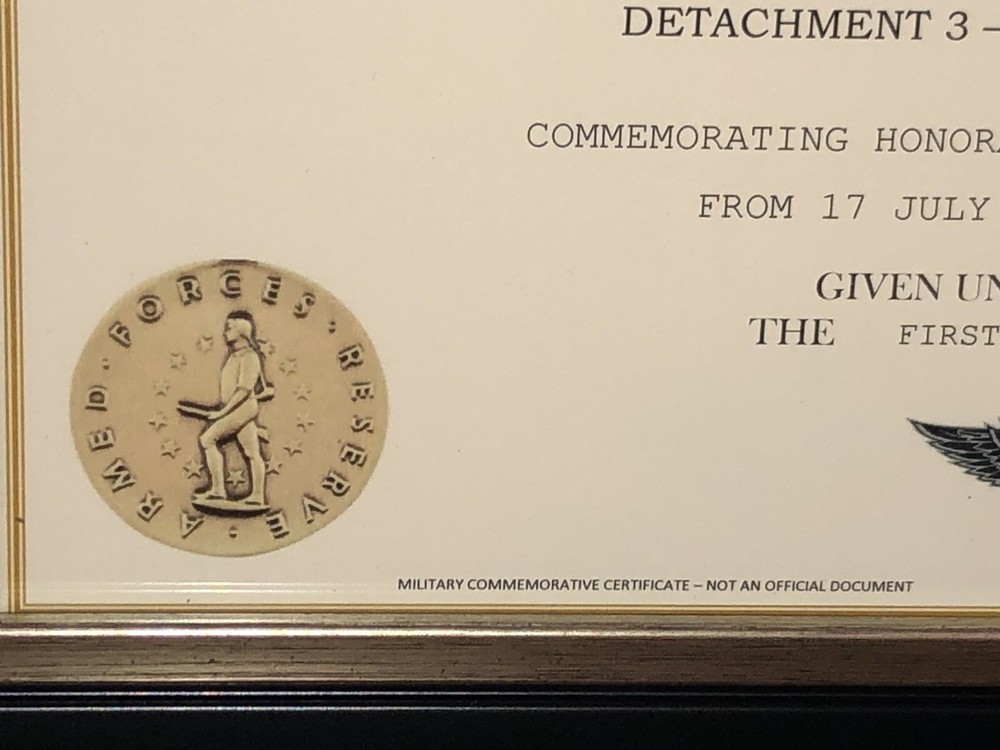 DETACHMENT 3 –
COMMEMORATING HONORA
FROM 17 JULY
GIVEN UN
THE FIRST
ARMED · FORCES · RESERVE ·
MILITARY COMMEMORATIVE CERTIFICATE – NOT AN OFFICIAL DOCUMENT